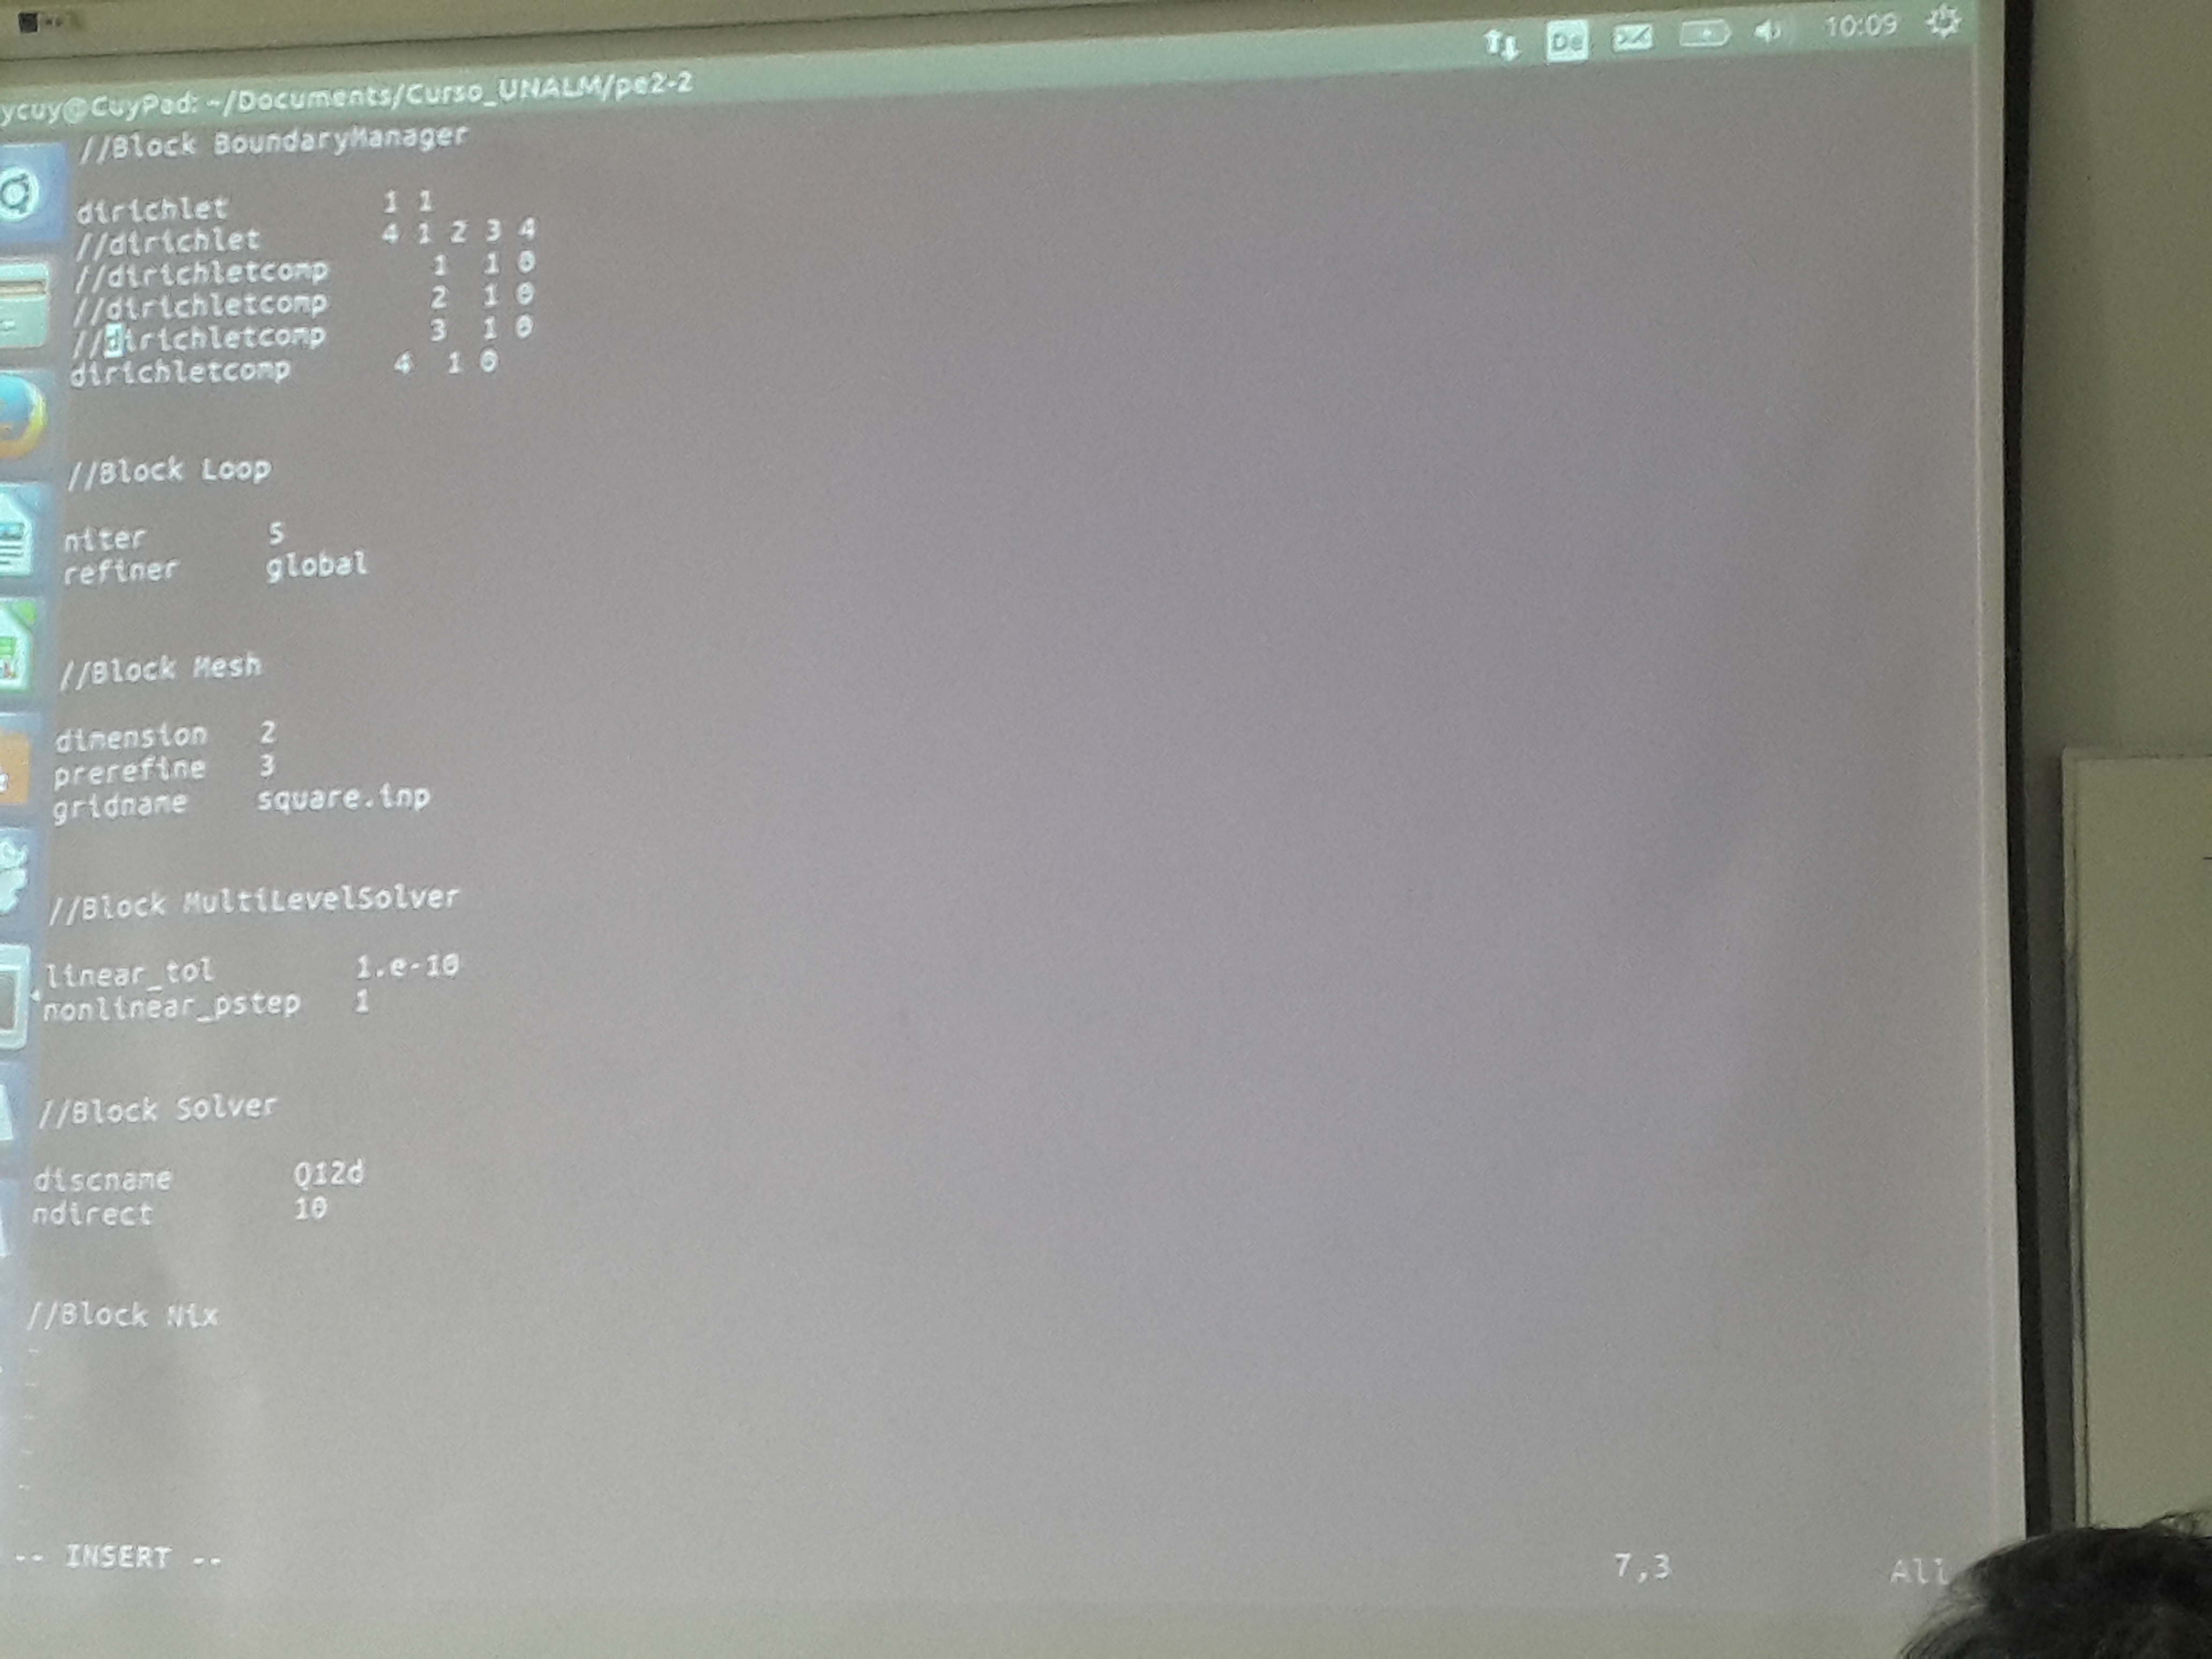 ycuy@CuyPad: ~/Documents/Curso_UNALM/pe2-2
De 10:09
//Block BoundaryManager
dirichlet 1 1
//dirichlet 4 1 2 3 4
//dirichletcomp 1 1 0
//dirichletcomp 2 1 0
//dirichletcomp 3 1 0
dirichletcomp 4 1 0
//Block Loop
niter 5
refiner global
//Block Mesh
dimension 2
prerefine 3
gridname square.inp
//Block MultiLevelSolver
linear_tol 1.e-10
nonlinear_pstep 1
//Block Solver
discname Q12d
ndirect 10
//Block Nix
-- INSERT -- 7,3 All